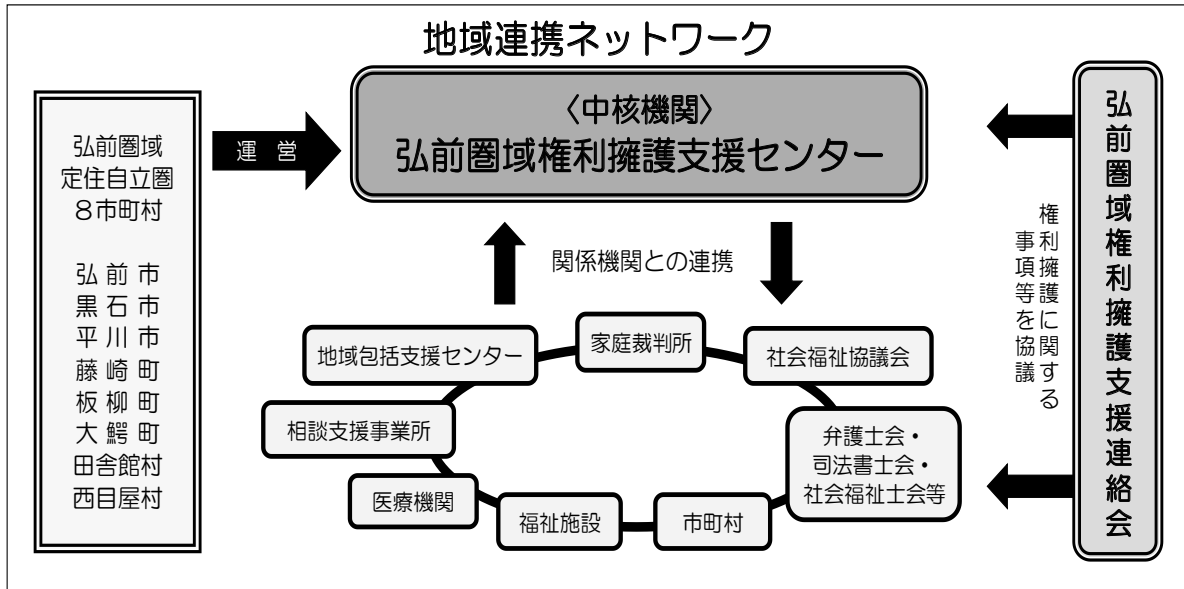 地域連携ネットワーク
〈中核機関〉
弘前圏域権利擁護支援センター
弘前圏域
定住自立圏
8市町村
弘前市
黒石市
平川市
藤崎町
板柳町
大鰐町
田舎館村
西目屋村
運営
関係機関との連携
地域包括支援センター
家庭裁判所
社会福祉協議会
相談支援事業所
弁護士会・
司法書士会・
社会福祉士会等
医療機関
福祉施設
市町村
権利擁護に関する
事項等を協議
弘前圏域権利擁護支援連絡会